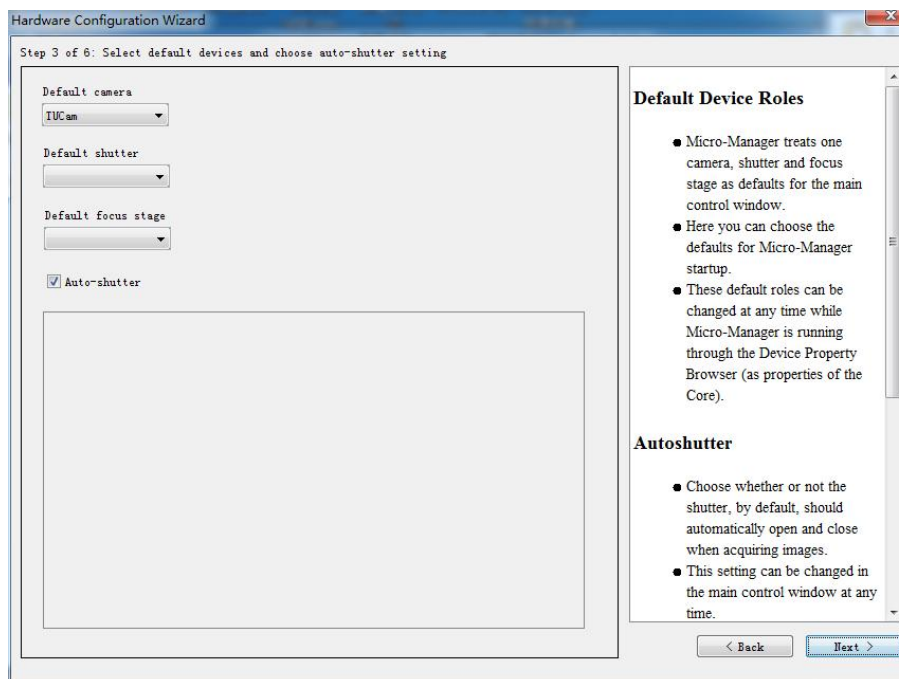 Hardware Configuration Wizard
Step 3 of 6: Select default devices and choose auto-shutter setting
Default camera
TUCam
Default shutter
Default focus stage
Auto-shutter
Default Device Roles
Micro-Manager treats one
camera, shutter and focus
stage as defaults for the main
control window.
Here you can choose the
defaults for Micro-Manager
startup.
These default roles can be
changed at any time while
Micro-Manager is running
through the Device Property
Browser (as properties of the
Core).
Autoshutter
Choose whether or not the
shutter, by default, should
automatically open and close
when acquiring images.
This setting can be changed in
the main control window at any
time.
< Back
Next >